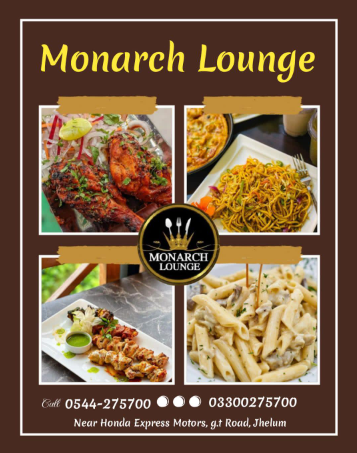 Monarch Lounge
MONARCH
LOUNGE
Call 0544-275700 03300275700
Near Honda Express Motors, g.t Road, Jhelum